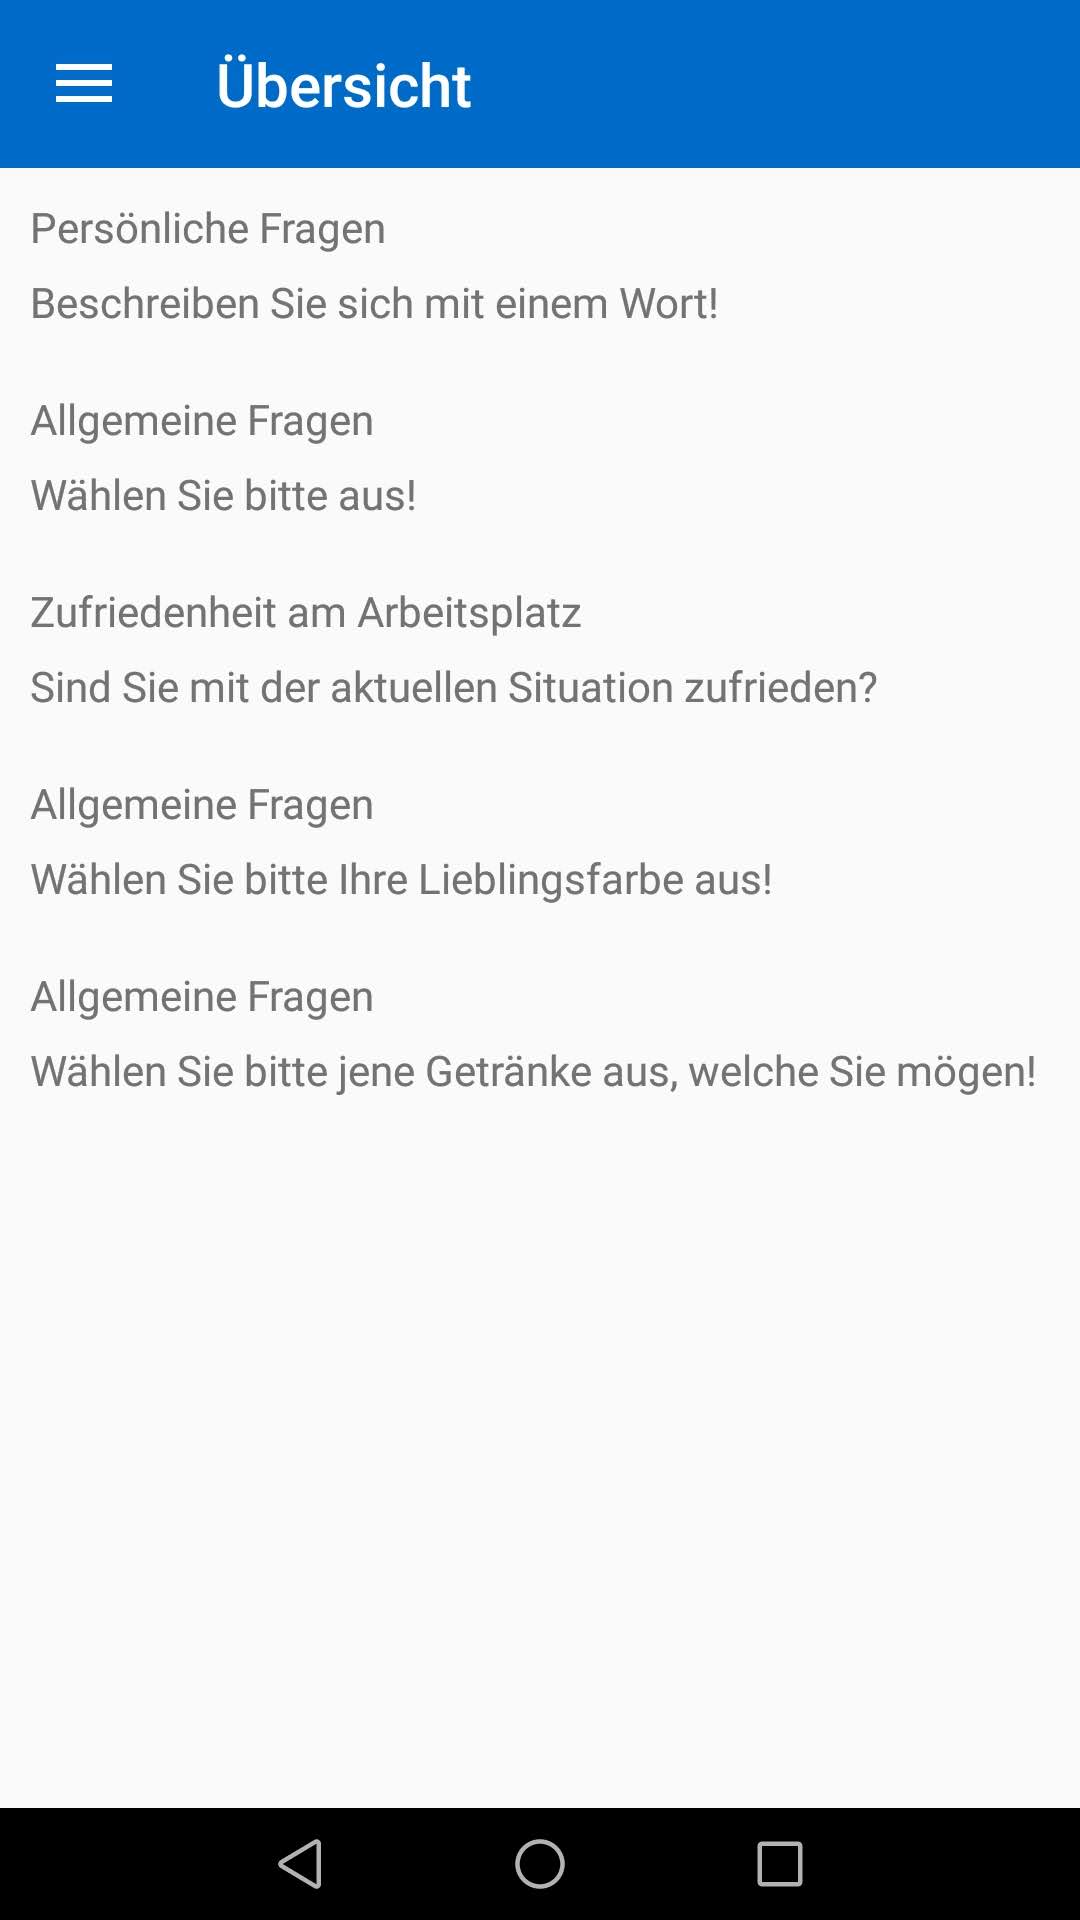 Übersicht
Persönliche Fragen
Beschreiben Sie sich mit einem Wort!
Allgemeine Fragen
Wählen Sie bitte aus!
Zufriedenheit am Arbeitsplatz
Sind Sie mit der aktuellen Situation zufrieden?
Allgemeine Fragen
Wählen Sie bitte Ihre Lieblingsfarbe aus!
Allgemeine Fragen
Wählen Sie bitte jene Getränke aus, welche Sie mögen!